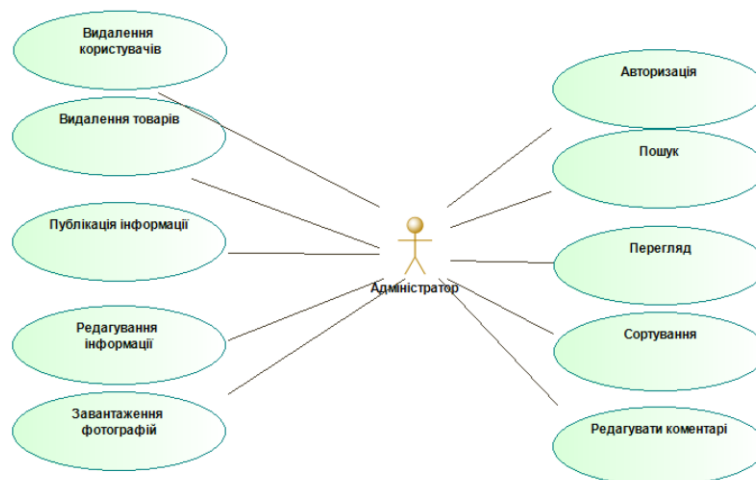 Видалення
користувачів
Видалення товарів
Публікація інформації
Редагування
інформації
Завантаження
фотографій
Адміністратор
Авторизація
Пошук
Перегляд
Сортування
Редагувати коментарі